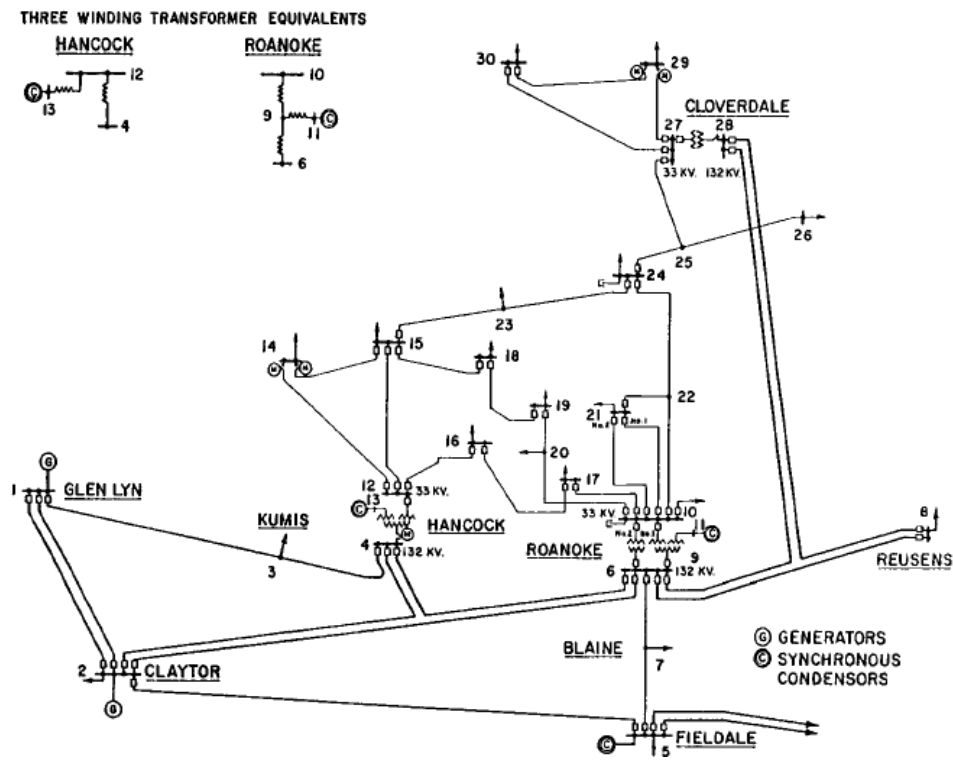 THREE WINDING TRANSFORMER EQUIVALENTS
HANCOCK
ROANOKE
12
C
13
4
10
9
C
11
6
30
29
M
M
CLOVERDALE
27
28
33 KV.
132 KV.
26
25
24
23
14
M
M
15
18
22
19
21
No.2
No.1
16
20
17
G
1
GLEN LYN
12
33 KV.
13
C
HANCOCK
M
KUMIS
4
132 KV.
3
33 KV.
10
No.2
No.1
11
C
ROANOKE
9
6
132 KV.
8
REUSENS
BLAINE
7
G GENERATORS
C SYNCHRONOUS
CONDENSORS
2
CLAYTOR
G
C
5
FIELDALE